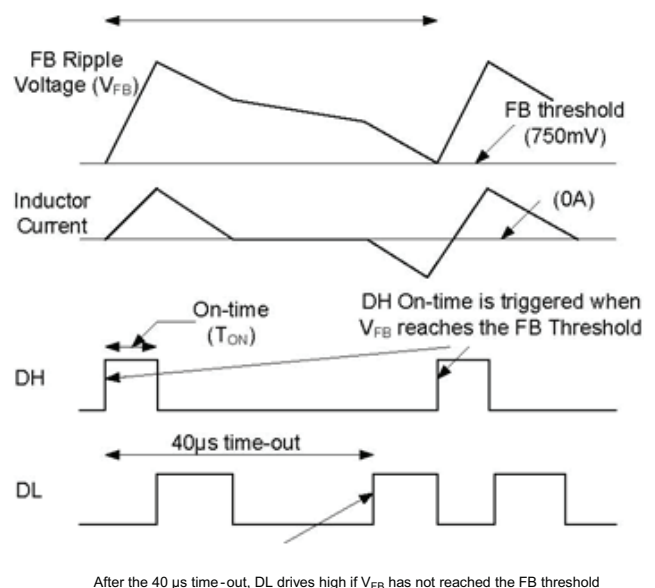 FB Ripple
Voltage (VFB)
FB threshold
(750mV)
Inductor
Current
(0A)
On-time
(TON)
DH On-time is triggered when
VFB reaches the FB Threshold
DH
40µs time-out
DL
After the 40 µs time-out, DL drives high if VFB has not reached the FB threshold